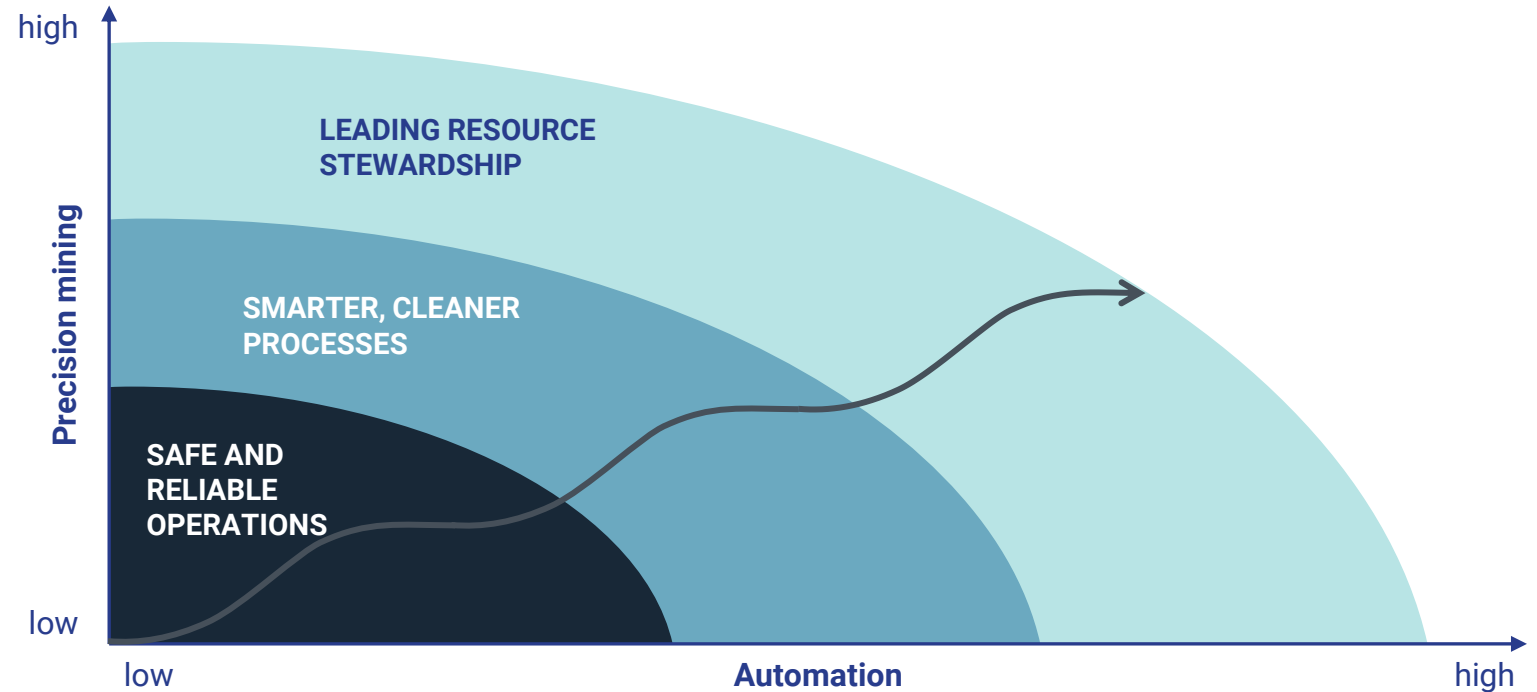 high
LEADING RESOURCE
STEWARDSHIP
Precision mining
SMARTER, CLEANER
PROCESSES
SAFE AND
RELIABLE
OPERATIONS
low
low
Automation
high